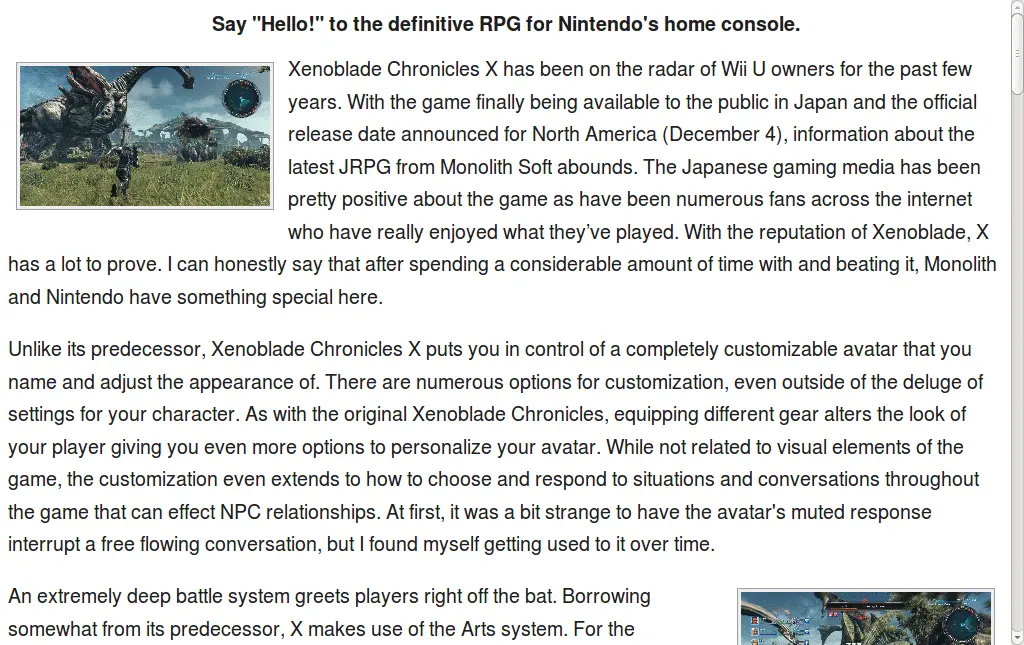 Say "Hello!" to the definitive RPG for Nintendo's home console.
Xenoblade Chronicles X has been on the radar of Wii U owners for the past few
years. With the game finally being available to the public in Japan and the official
release date announced for North America (December 4), information about the
latest JRPG from Monolith Soft abounds. The Japanese gaming media has been
pretty positive about the game as have been numerous fans across the internet
who have really enjoyed what they’ve played. With the reputation of Xenoblade, X
has a lot to prove. I can honestly say that after spending a considerable amount of time with and beating it, Monolith
and Nintendo have something special here.
Unlike its predecessor, Xenoblade Chronicles X puts you in control of a completely customizable avatar that you
name and adjust the appearance of. There are numerous options for customization, even outside of the deluge of
settings for your character. As with the original Xenoblade Chronicles, equipping different gear alters the look of
your player giving you even more options to personalize your avatar. While not related to visual elements of the
game, the customization even extends to how to choose and respond to situations and conversations throughout
the game that can effect NPC relationships. At first, it was a bit strange to have the avatar's muted response
interrupt a free flowing conversation, but I found myself getting used to it over time.
An extremely deep battle system greets players right off the bat. Borrowing
somewhat from its predecessor, X makes use of the Arts system. For the